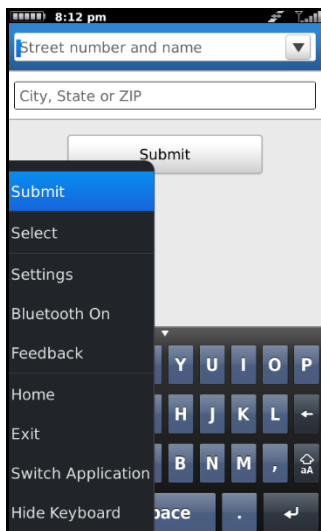 8:12 pm
Street number and name
City, State or ZIP
Submit
Submit
Select
Settings
Bluetooth On
Feedback
Home
Exit
Switch Application
Hide Keyboard
Y U I O P
H J K L
B N M , aA
pace .